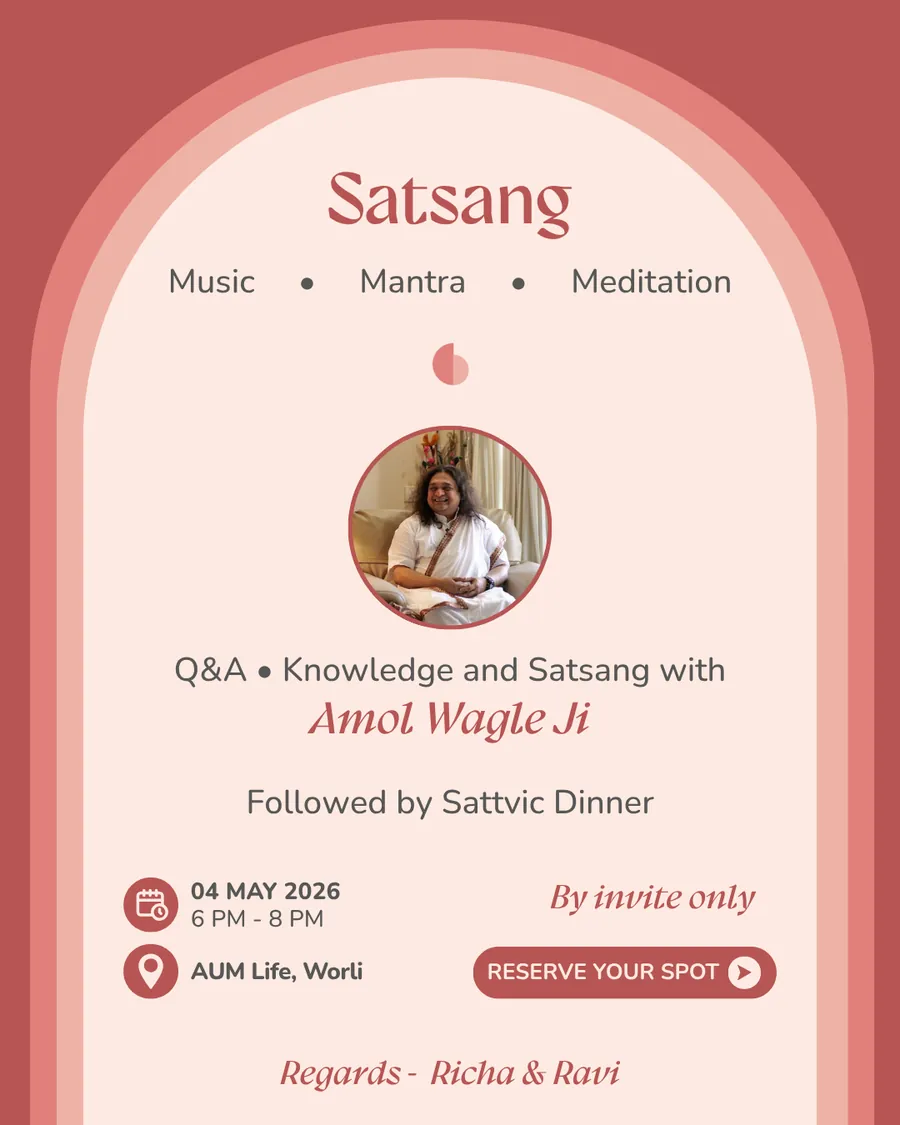 Satsang
Music • Mantra • Meditation
Q&A • Knowledge and Satsang with
Amol Wagle Ji
Followed by Sattvic Dinner
04 MAY 2026
6 PM - 8 PM
By invite only
AUM Life, Worli
RESERVE YOUR SPOT
Regards - Richa & Ravi